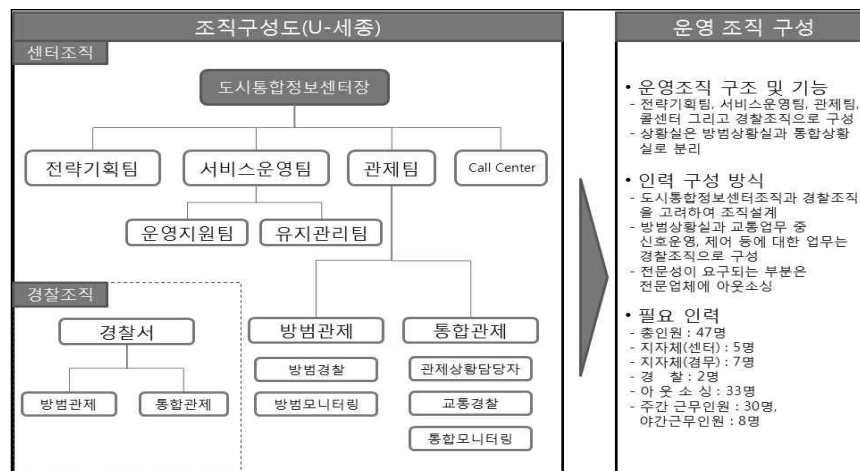 조직구성도(U-세종)
센터조직
도시통합정보센터장
전략기획팀
서비스운영팀
관제팀
Call Center
운영지원팀
유지관리팀
경찰조직
경찰서
방범관제
통합관제
방범관제
통합관제
방범경찰
관제상황담당자
방범모니터링
교통경찰
통합모니터링
운영 조직 구성
• 운영조직 구조 및 기능
- 전략기획팀, 서비스운영팀, 관제팀,
콜센터 그리고 경찰조직으로 구성
- 상황실은 방범상황실과 통합상황
실로 분리
• 인력 구성 방식
- 도시통합정보센터조직과 경찰조직
을 고려하여 조직설계
- 방범상황실과 교통업무 중
신호운영, 제어 등에 대한 업무는
경찰조직으로 구성
- 전문성이 요구되는 부분은
전문업체에 아웃소싱
• 필요 인력
- 총인원 : 47명
- 지자체(센터) : 5명
- 지자체(겸무) : 7명
- 경 찰 : 2명
- 아 웃 소 싱 : 33명
- 주간 근무인원 : 30명,
야간근무인원 : 8명